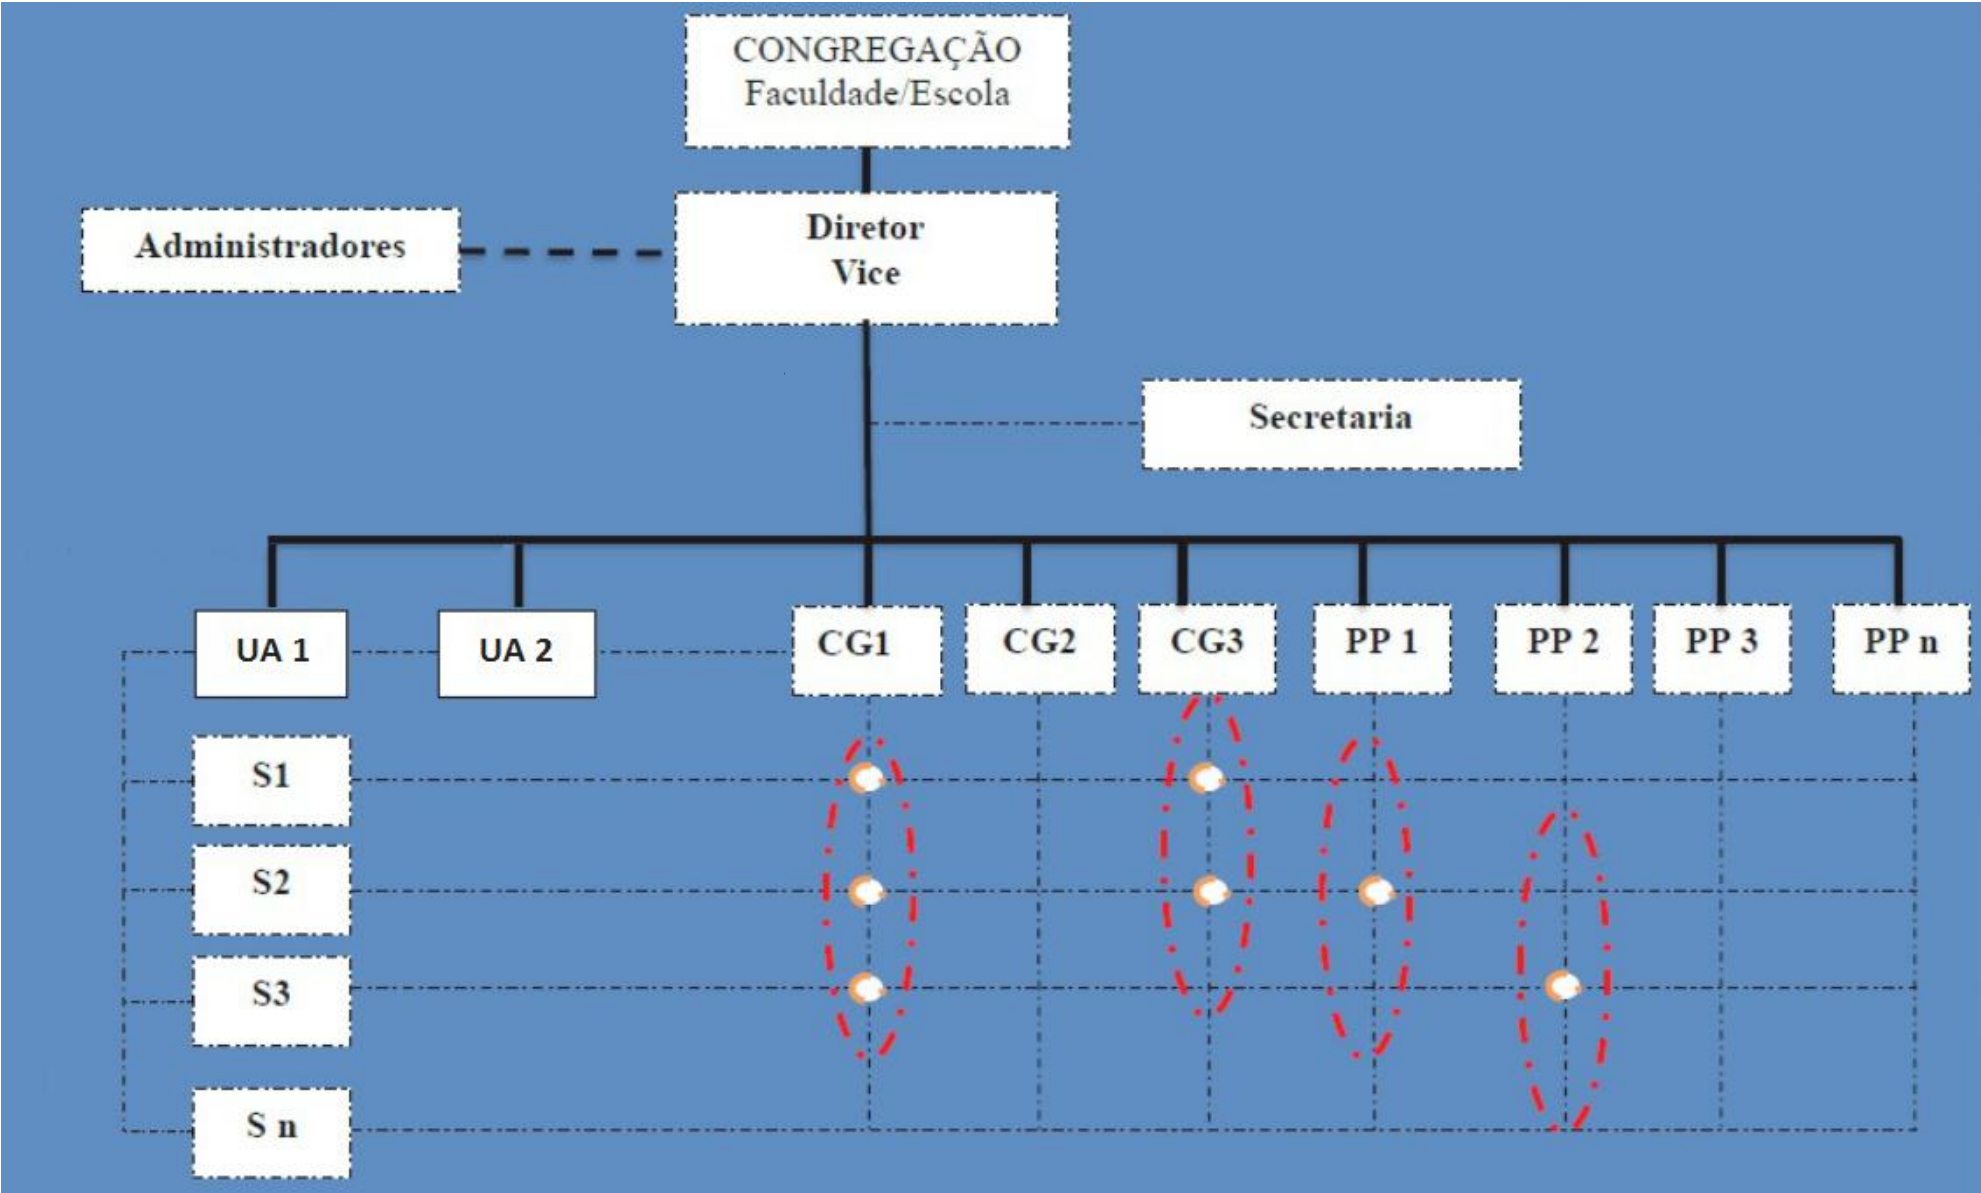 CONGREGAÇÃO
Faculdade/Escola
Diretor
Vice
Administradores
Secretaria
UA 1
UA 2
CG1
CG2
CG3
PP 1
PP 2
PP 3
PP n
S1
S2
S3
S n